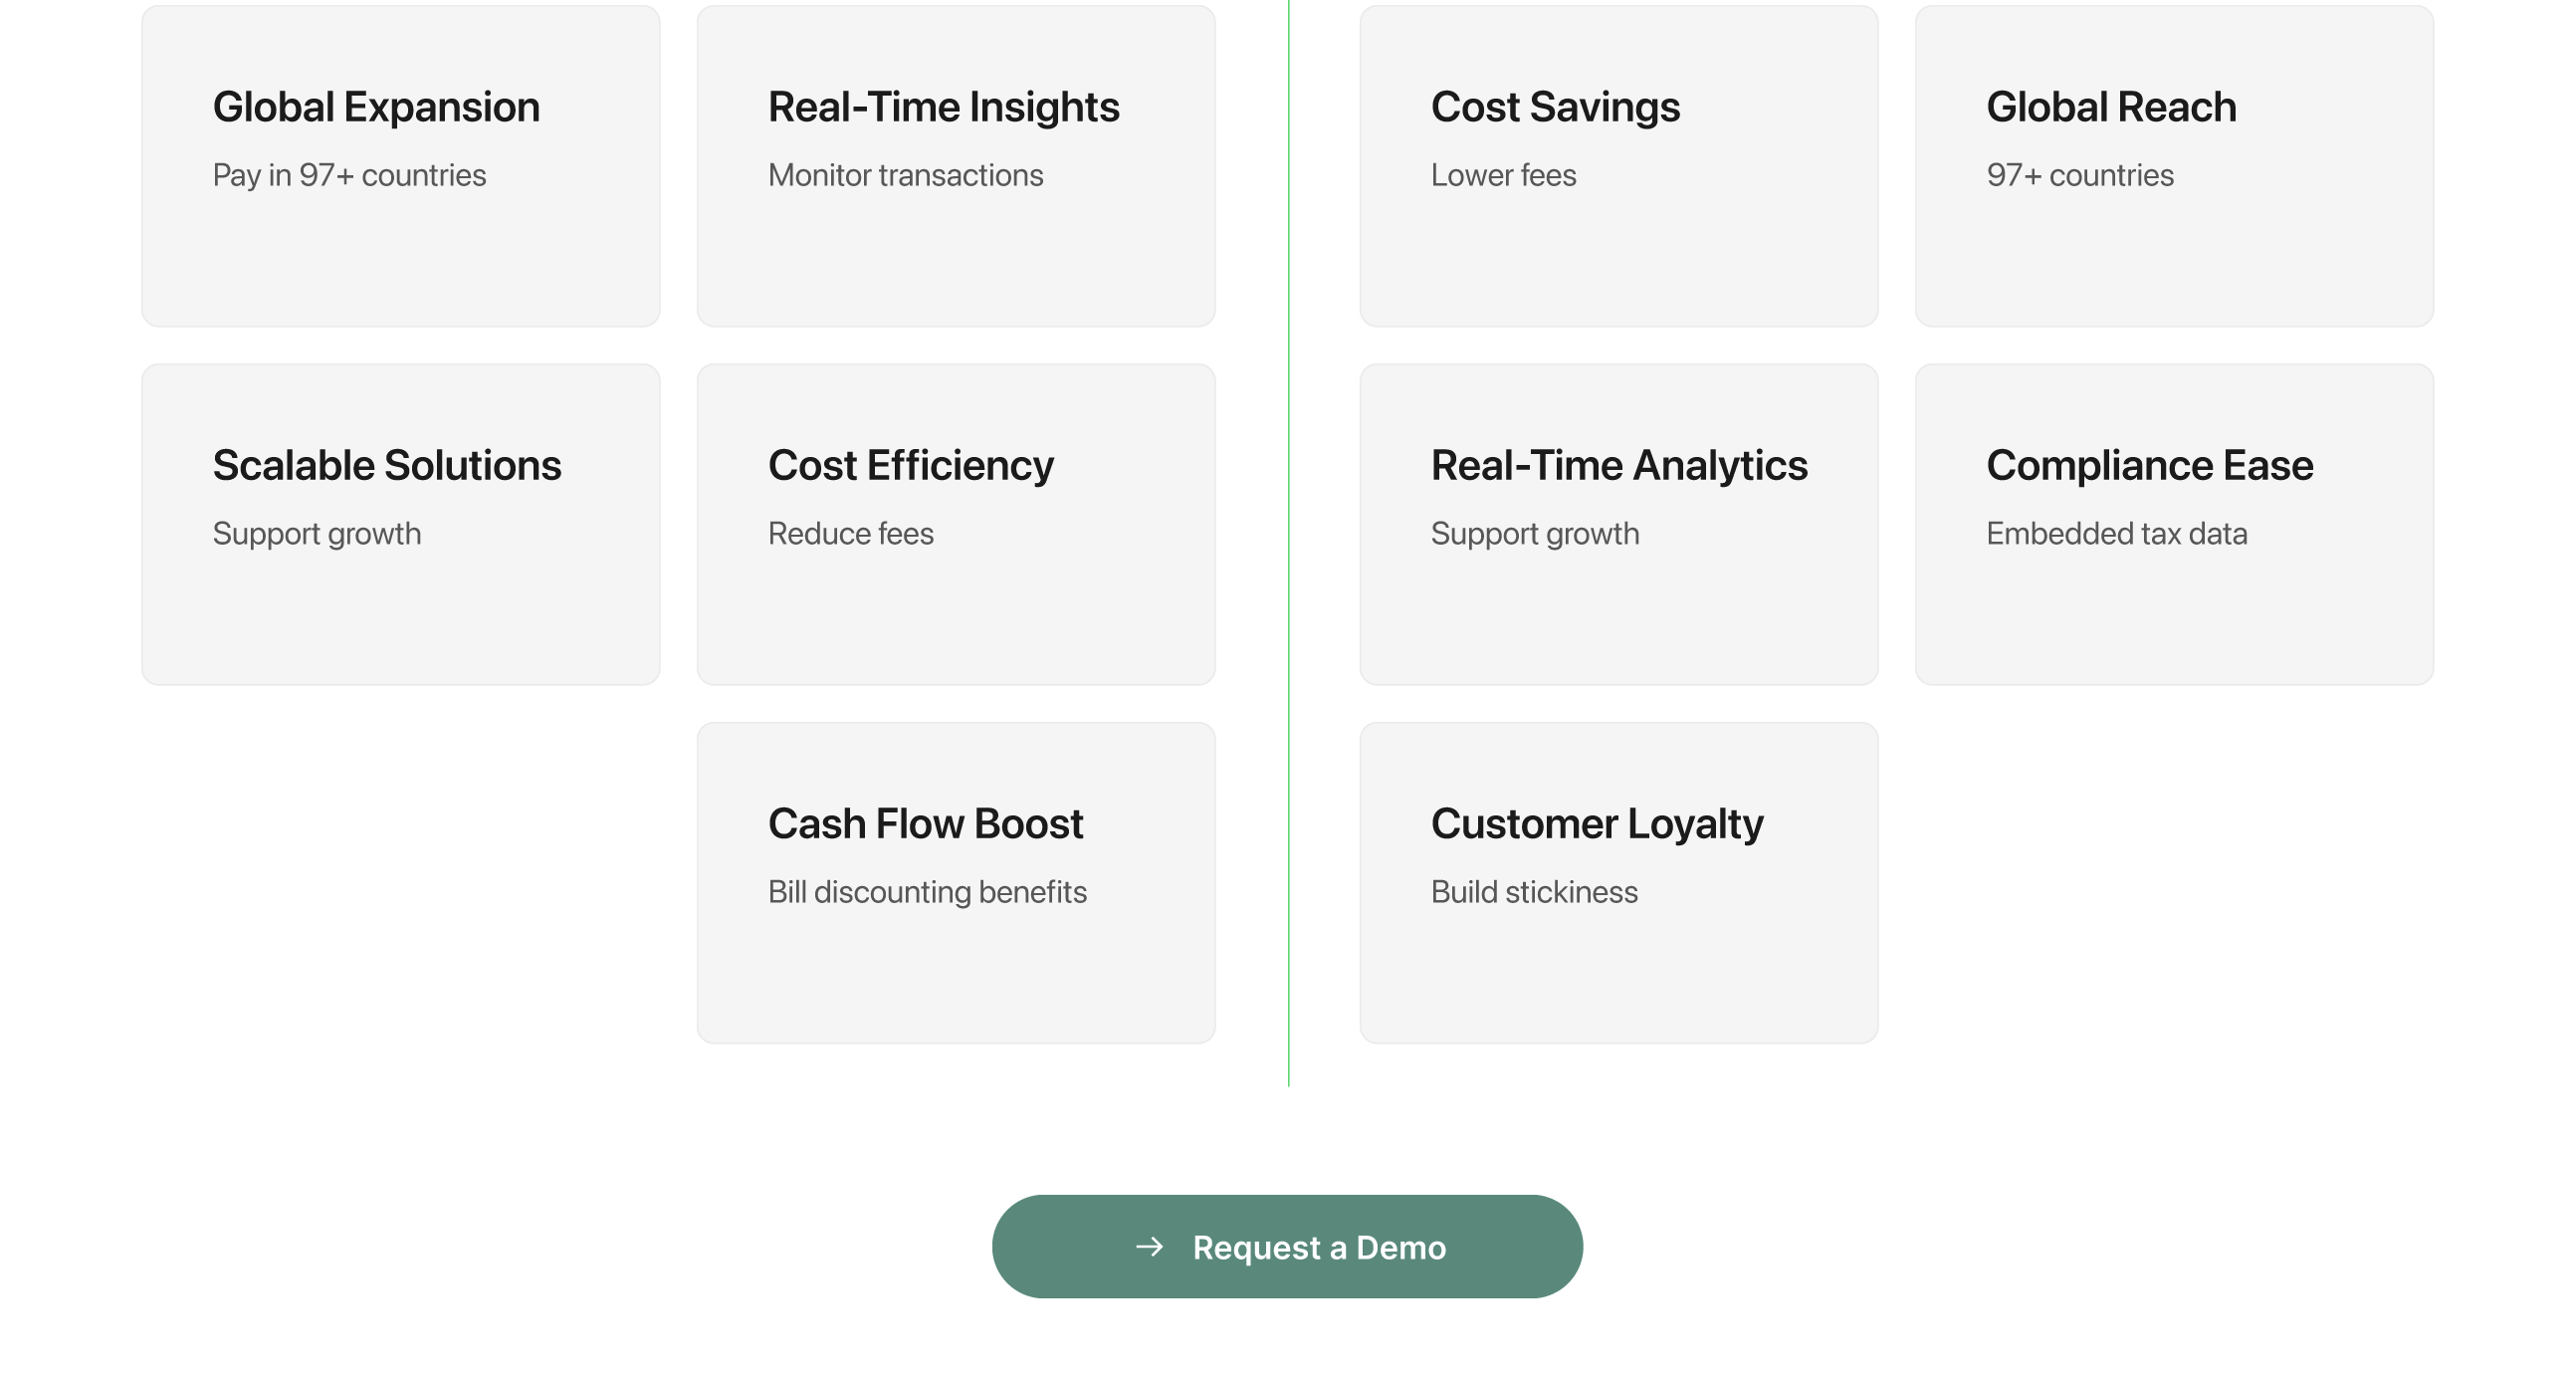 Global Expansion
Pay in 97+ countries
Real-Time Insights
Monitor transactions
Cost Savings
Lower fees
Global Reach
97+ countries
Scalable Solutions
Support growth
Cost Efficiency
Reduce fees
Real-Time Analytics
Support growth
Compliance Ease
Embedded tax data
Cash Flow Boost
Bill discounting benefits
Customer Loyalty
Build stickiness
Request a Demo